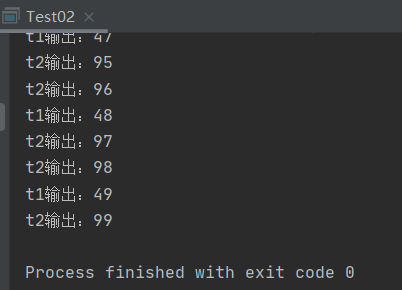 Test02
t1输出：47
t2输出：95
t2输出：96
t1输出：48
t2输出：97
t2输出：98
t1输出：49
t2输出：99
Process finished with exit code 0